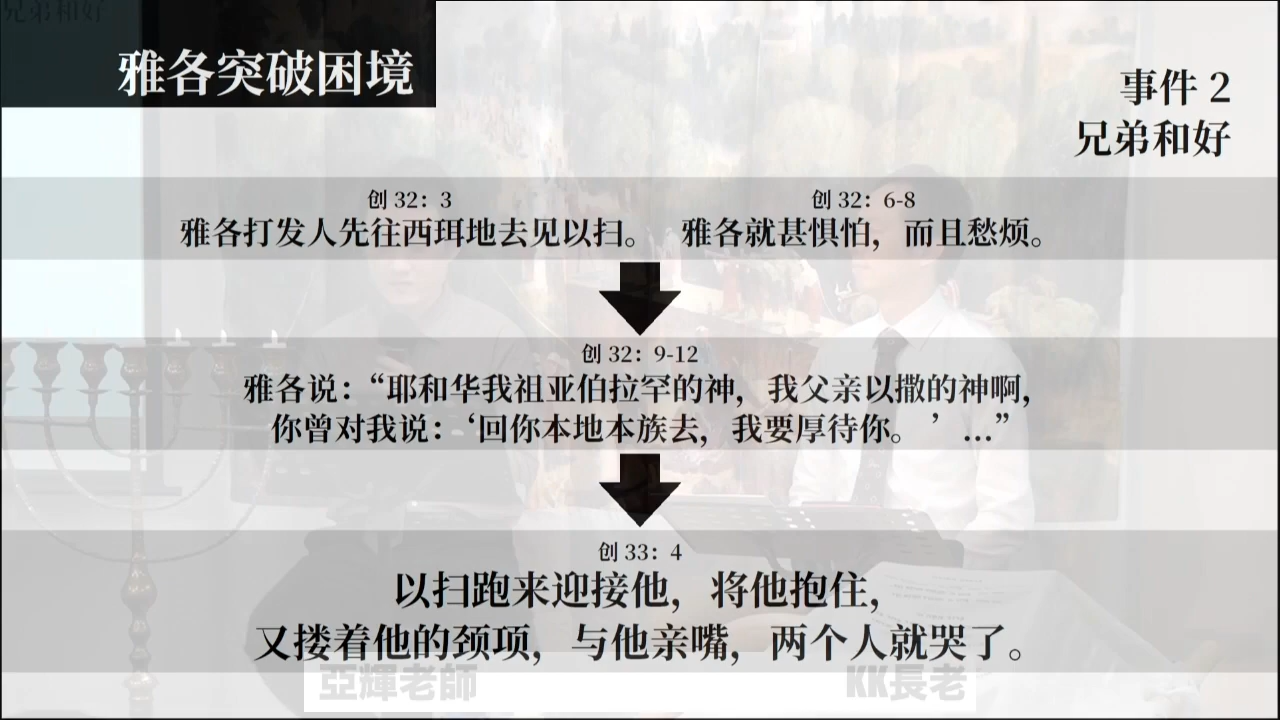 兄弟和好
雅各突破困境
事件 2
兄弟和好
创 32：3
雅各打发人先往西珥地去见以扫。
创 32：6-8
雅各就甚惧怕，而且愁烦。
创 32：9-12
雅各说：“耶和华我祖亚伯拉罕的神，我父亲以撒的神啊，
你曾对我说：‘回你本地本族去，我要厚待你。’…”
创 33：4
以扫跑来迎接他，将他抱住，
又搂着他的颈项，与他亲嘴，两个人就哭了。
亞輝老師
KK長老